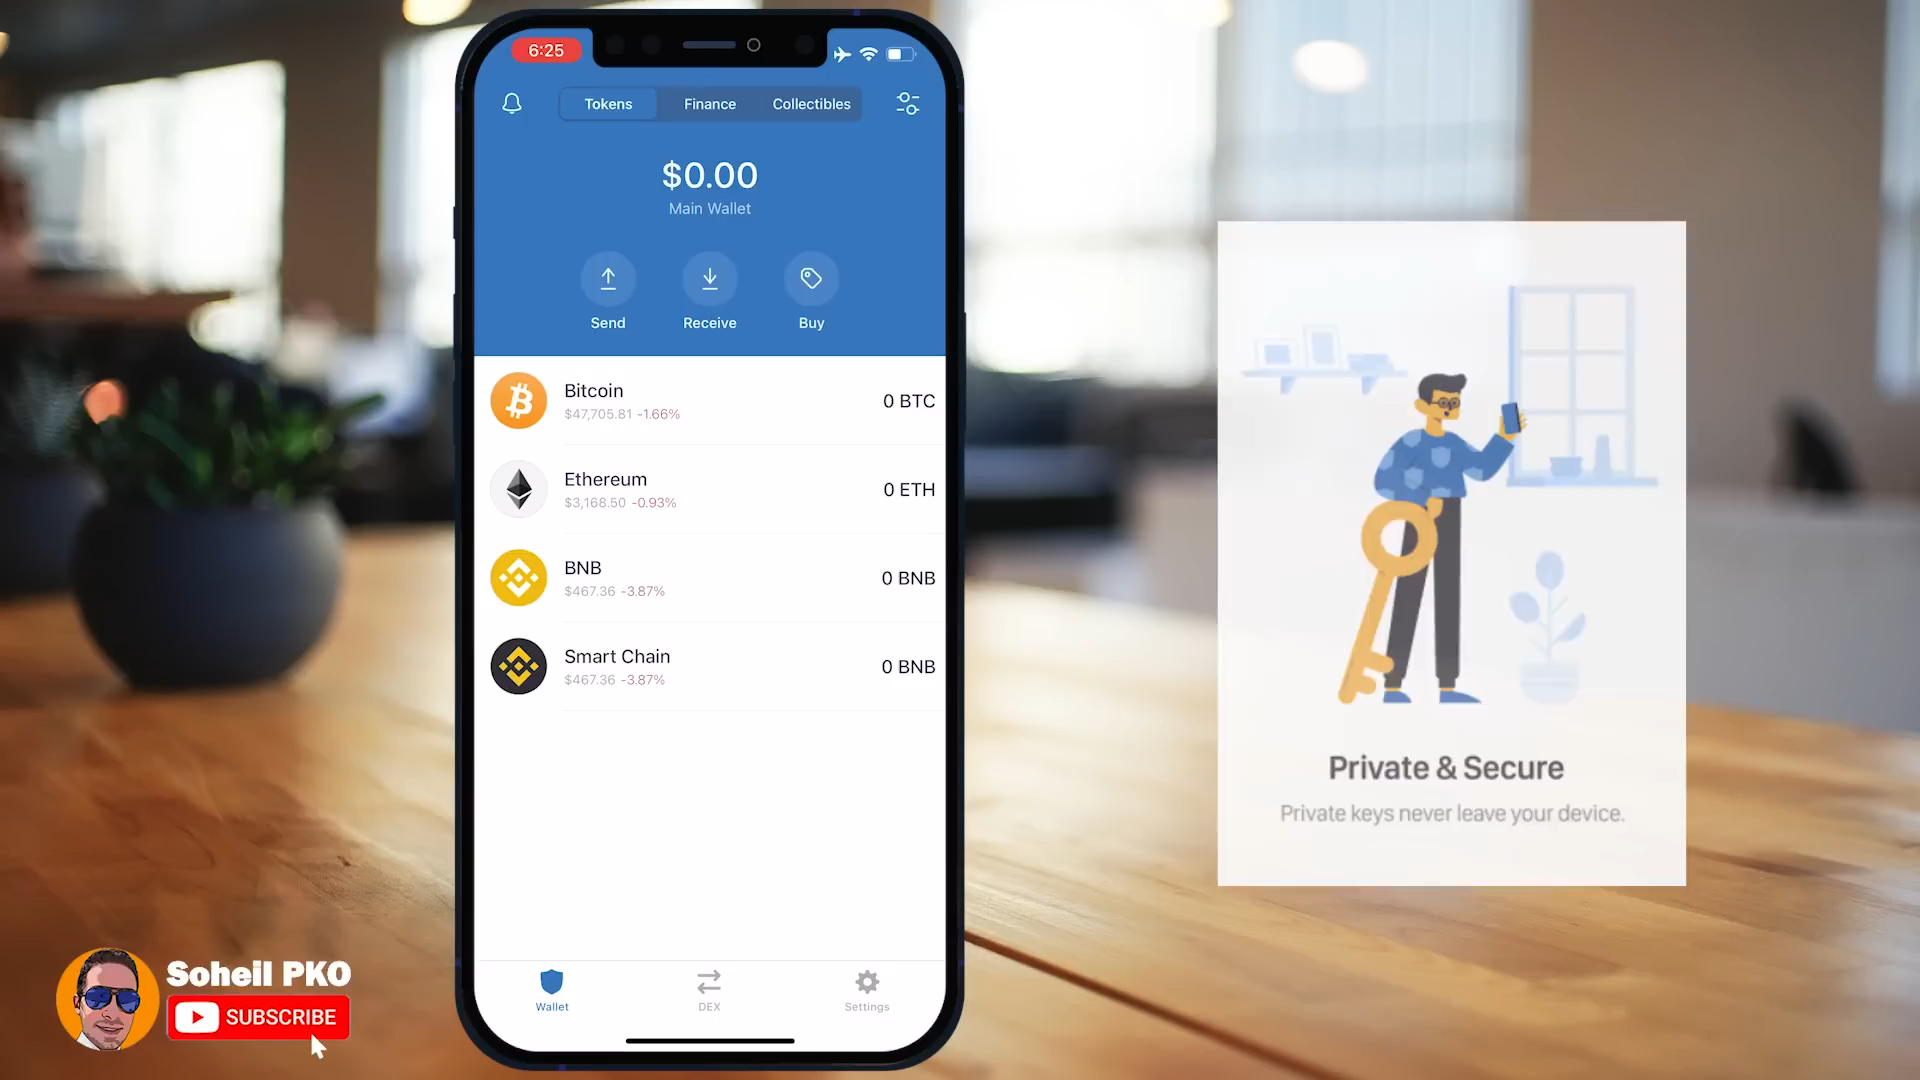 6:25
Tokens
Finance
Collectibles
$0.00
Main Wallet
Send
Receive
Buy
Bitcoin
$47,705.81 -1.66%
0 BTC
Ethereum
$3,168.50 -0.93%
0 ETH
BNB
$467.36 -3.87%
0 BNB
Smart Chain
$467.36 -3.87%
0 BNB
Wallet
DEX
Settings
Private & Secure
Private keys never leave your device.
Soheil PKO
SUBSCRIBE